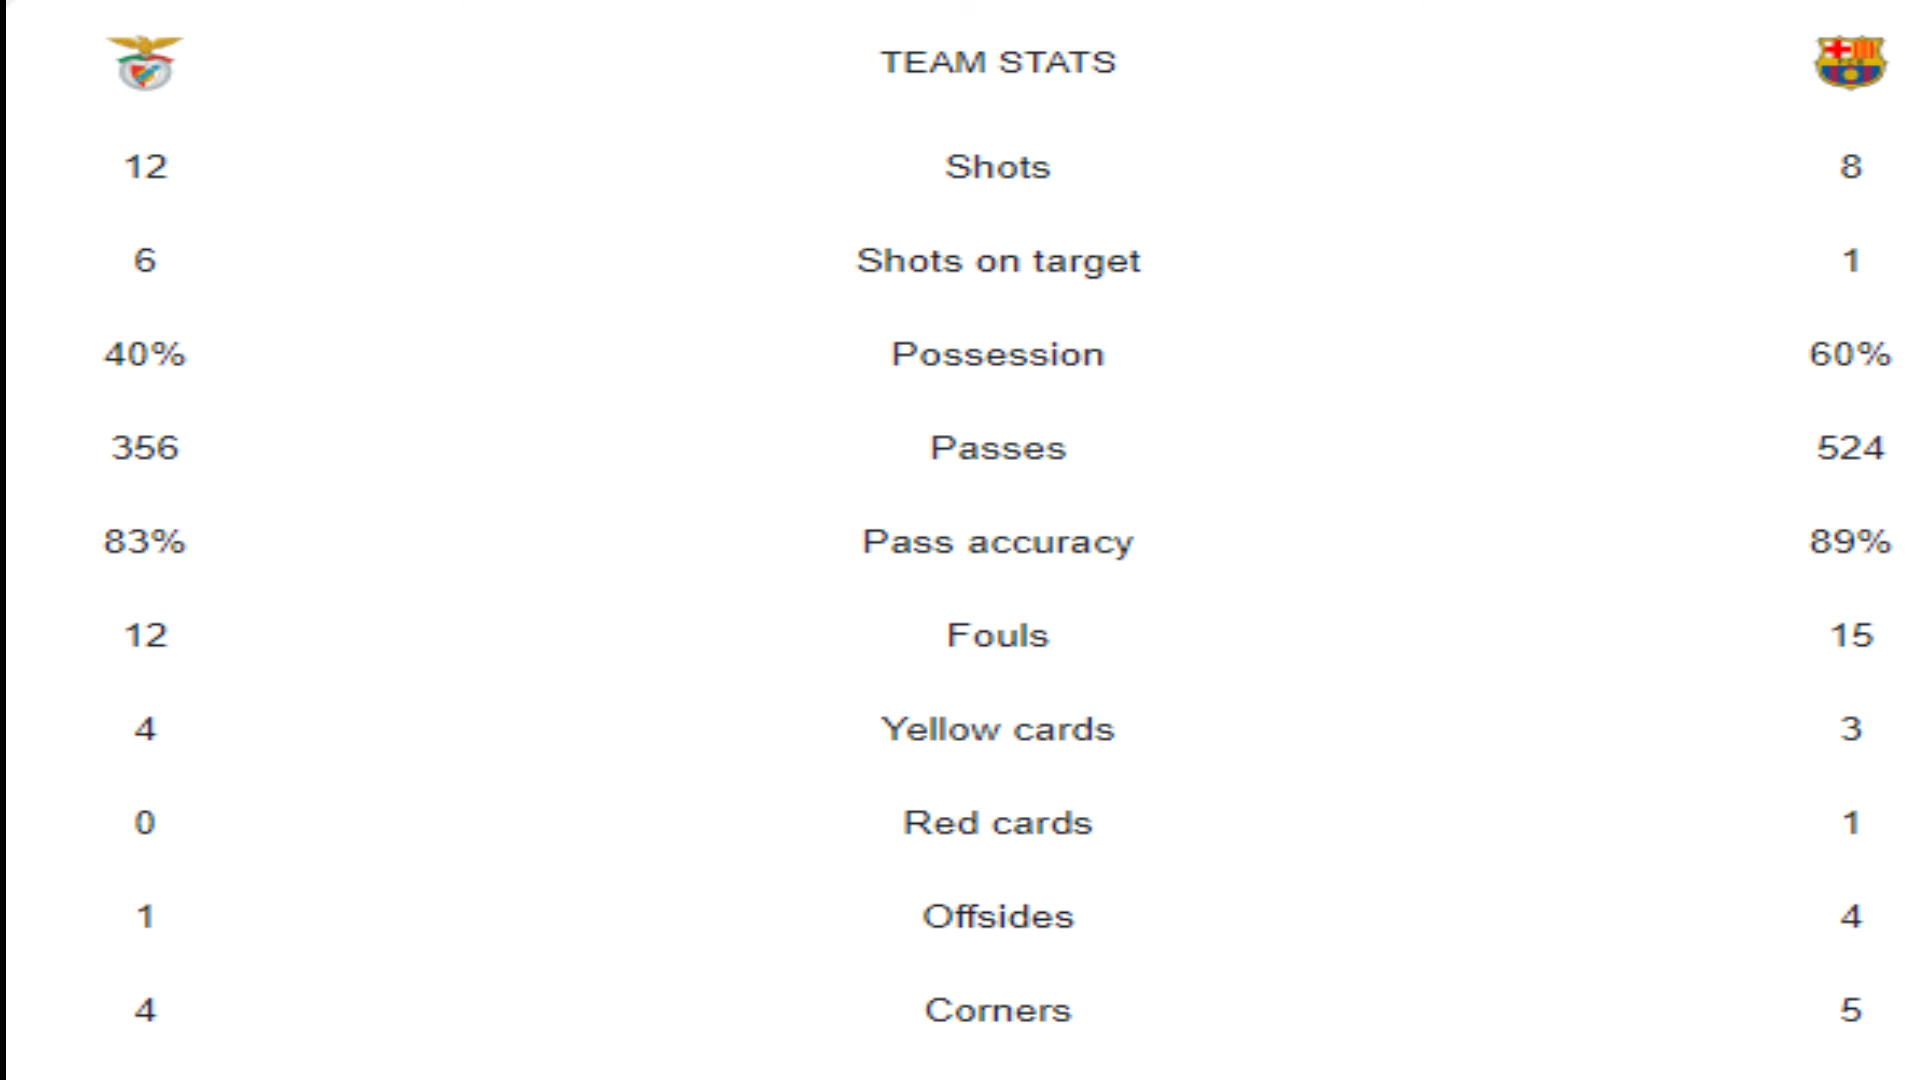 TEAM STATS
12 Shots 8
6 Shots on target 1
40% Possession 60%
356 Passes 524
83% Pass accuracy 89%
12 Fouls 15
4 Yellow cards 3
0 Red cards 1
1 Offsides 4
4 Corners 5